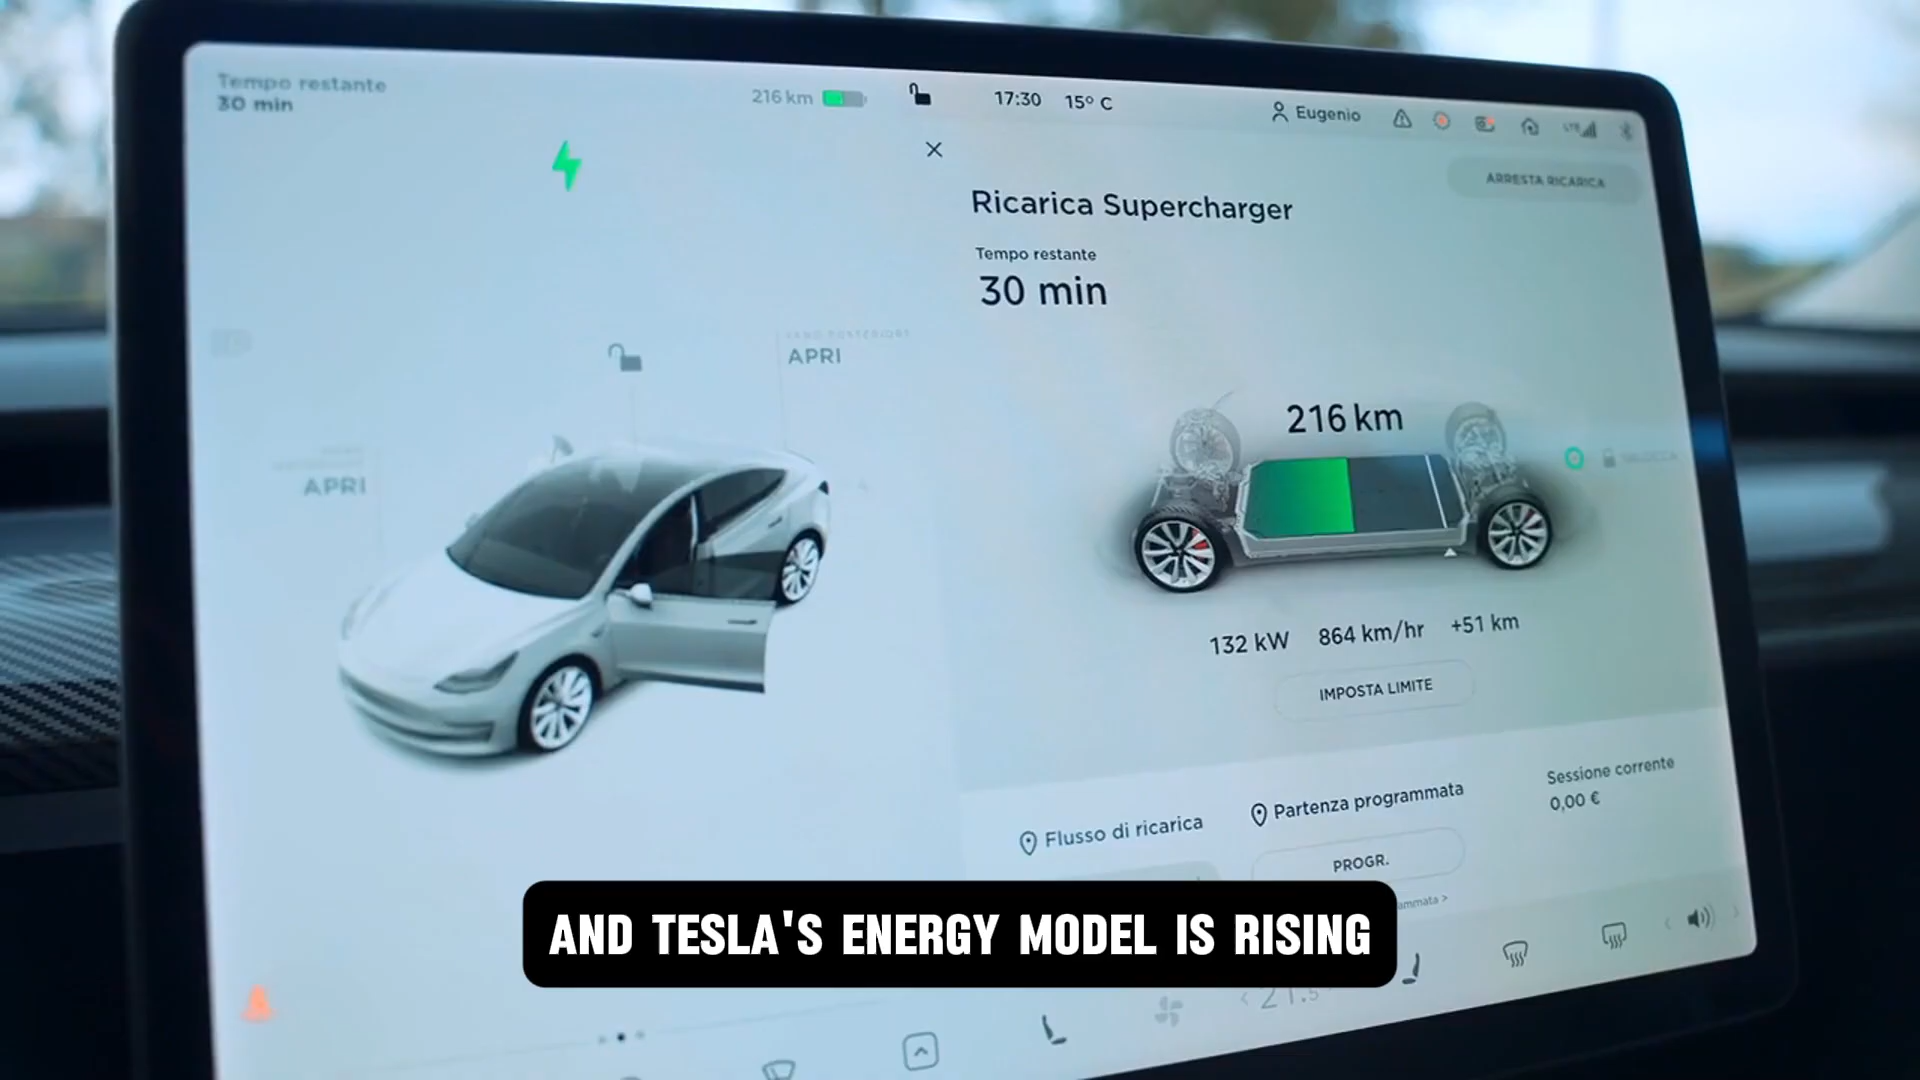 Tempo restante
30 min
216 km
17:30
15° C
Eugenio
LTE
ARRESTA RICARICA
Ricarica Supercharger
Tempo restante
30 min
APRI
APRI
216 km
132 kW
864 km/hr
+51 km
IMPOSTA LIMITE
Flusso di ricarica
Partenza programmata
Sessione corrente
0,00 €
PROGR.
AND TESLA'S ENERGY MODEL IS RISING